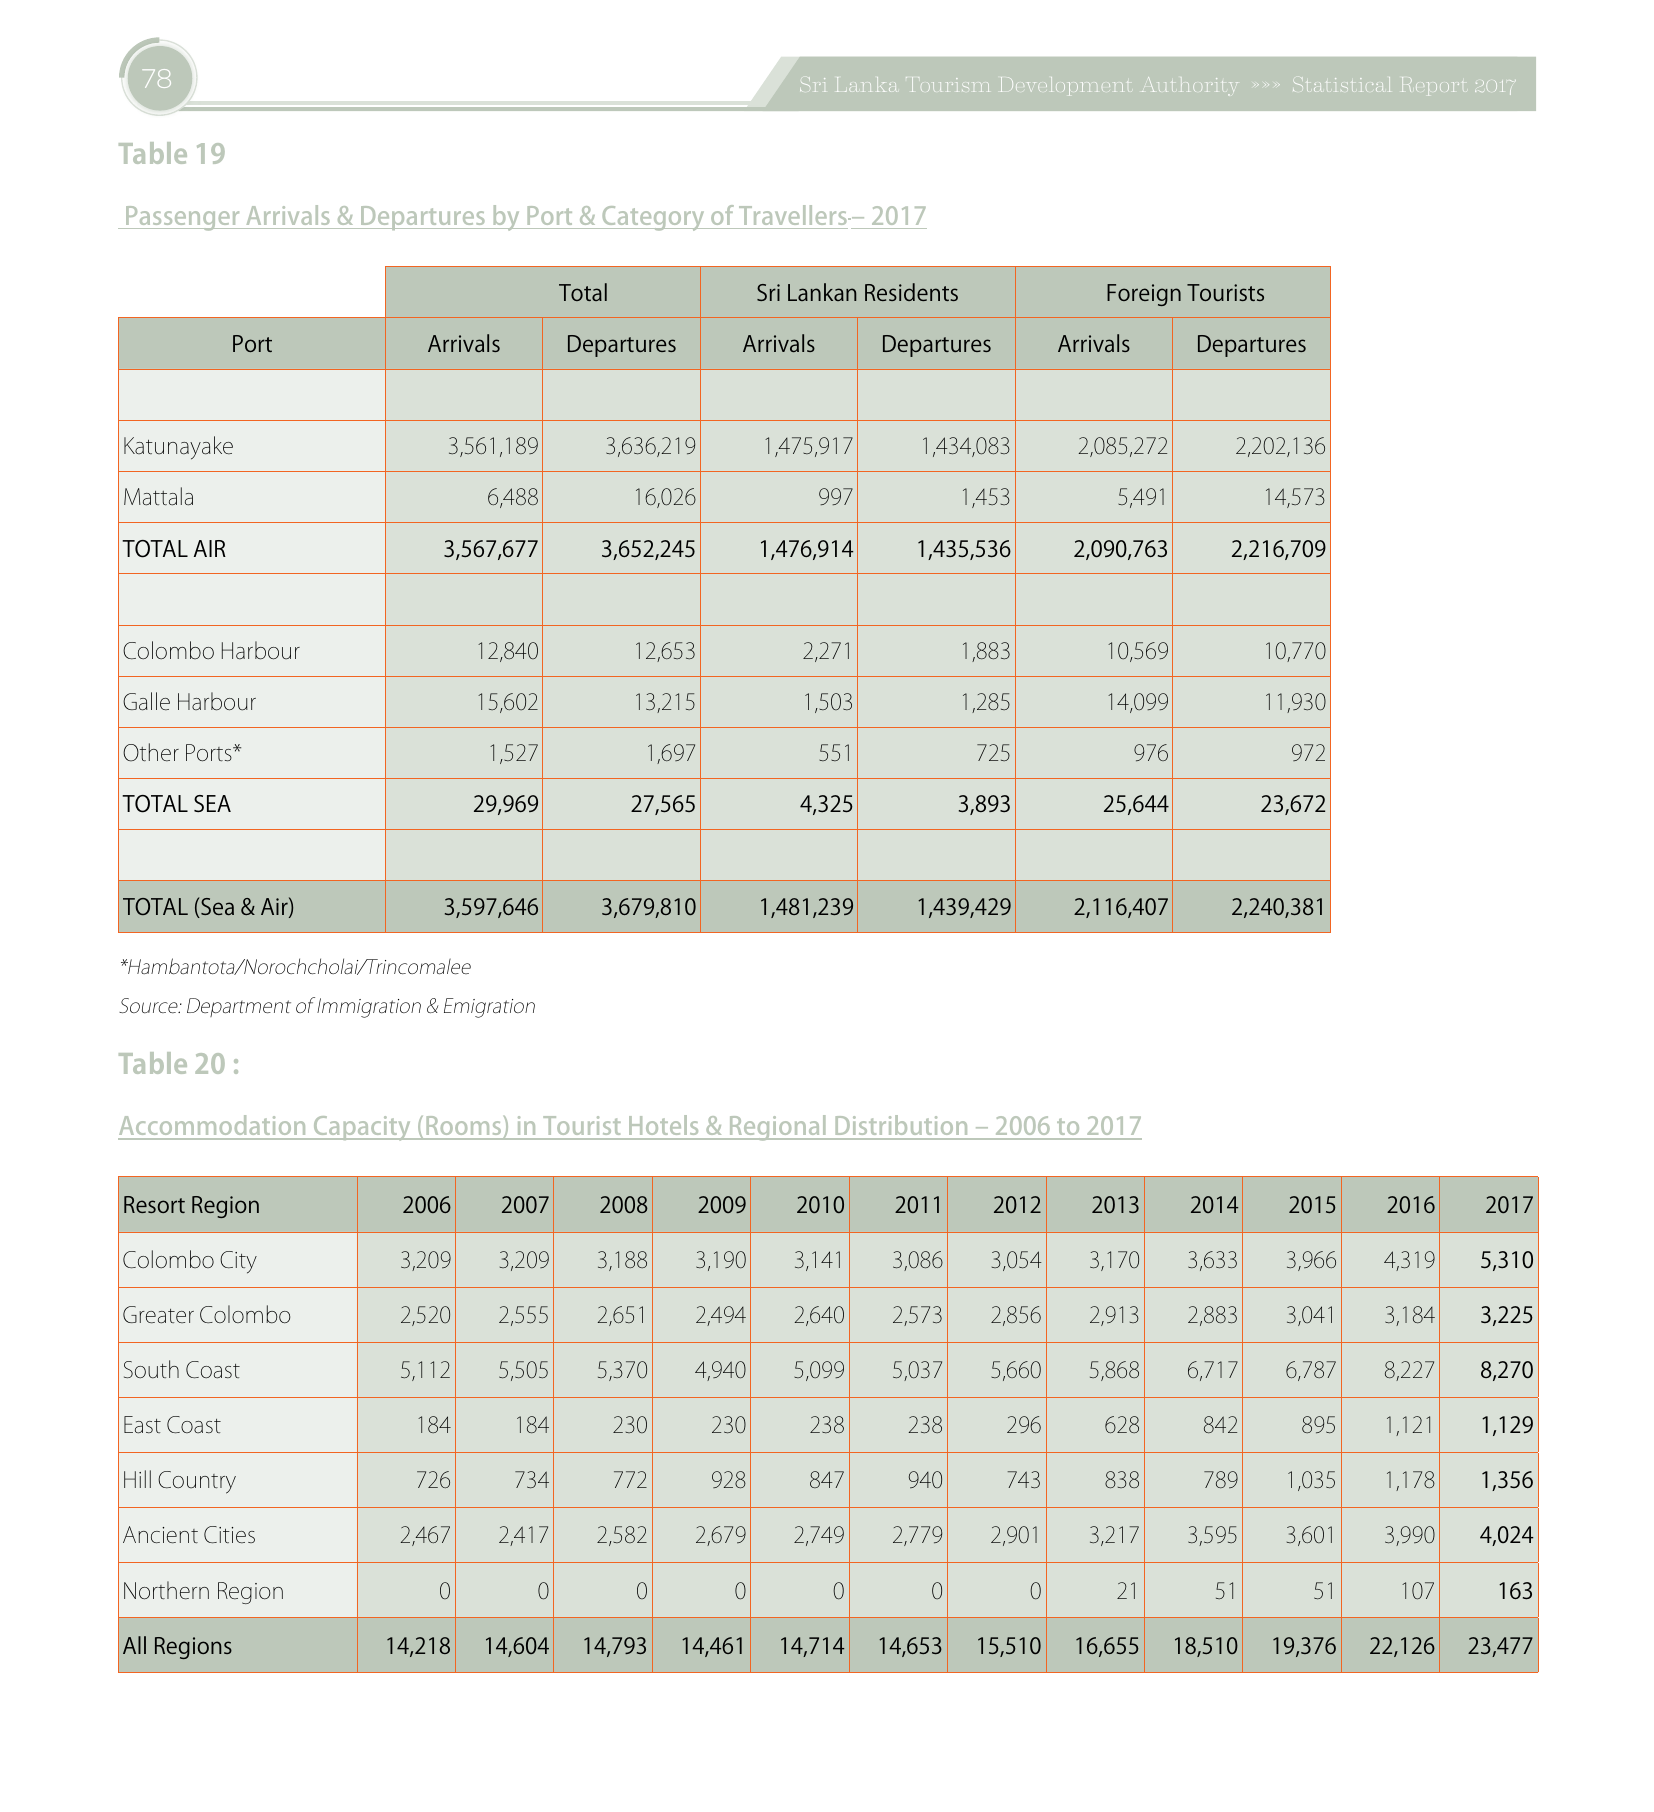 78
Sri Lanka Tourism Development Authority »»» Statistical Report 2017
Table 19
Passenger Arrivals & Departures by Port & Category of Travellers – 2017
Total Sri Lankan Residents Foreign Tourists
Port Arrivals Departures Arrivals Departures Arrivals Departures
Katunayake 3,561,189 3,636,219 1,475,917 1,434,083 2,085,272 2,202,136
Mattala 6,488 16,026 997 1,453 5,491 14,573
TOTAL AIR 3,567,677 3,652,245 1,476,914 1,435,536 2,090,763 2,216,709
Colombo Harbour 12,840 12,653 2,271 1,883 10,569 10,770
Galle Harbour 15,602 13,215 1,503 1,285 14,099 11,930
Other Ports* 1,527 1,697 551 725 976 972
TOTAL SEA 29,969 27,565 4,325 3,893 25,644 23,672
TOTAL (Sea & Air) 3,597,646 3,679,810 1,481,239 1,439,429 2,116,407 2,240,381
*Hambantota/Norochcholai/Trincomalee
Source: Department of Immigration & Emigration
Table 20 :
Accommodation Capacity (Rooms) in Tourist Hotels & Regional Distribution – 2006 to 2017
Resort Region 2006 2007 2008 2009 2010 2011 2012 2013 2014 2015 2016 2017
Colombo City 3,209 3,209 3,188 3,190 3,141 3,086 3,054 3,170 3,633 3,966 4,319 5,310
Greater Colombo 2,520 2,555 2,651 2,494 2,640 2,573 2,856 2,913 2,883 3,041 3,184 3,225
South Coast 5,112 5,505 5,370 4,940 5,099 5,037 5,660 5,868 6,717 6,787 8,227 8,270
East Coast 184 184 230 230 238 238 296 628 842 895 1,121 1,129
Hill Country 726 734 772 928 847 940 743 838 789 1,035 1,178 1,356
Ancient Cities 2,467 2,417 2,582 2,679 2,749 2,779 2,901 3,217 3,595 3,601 3,990 4,024
Northern Region 0 0 0 0 0 0 0 21 51 51 107 163
All Regions 14,218 14,604 14,793 14,461 14,714 14,653 15,510 16,655 18,510 19,376 22,126 23,477